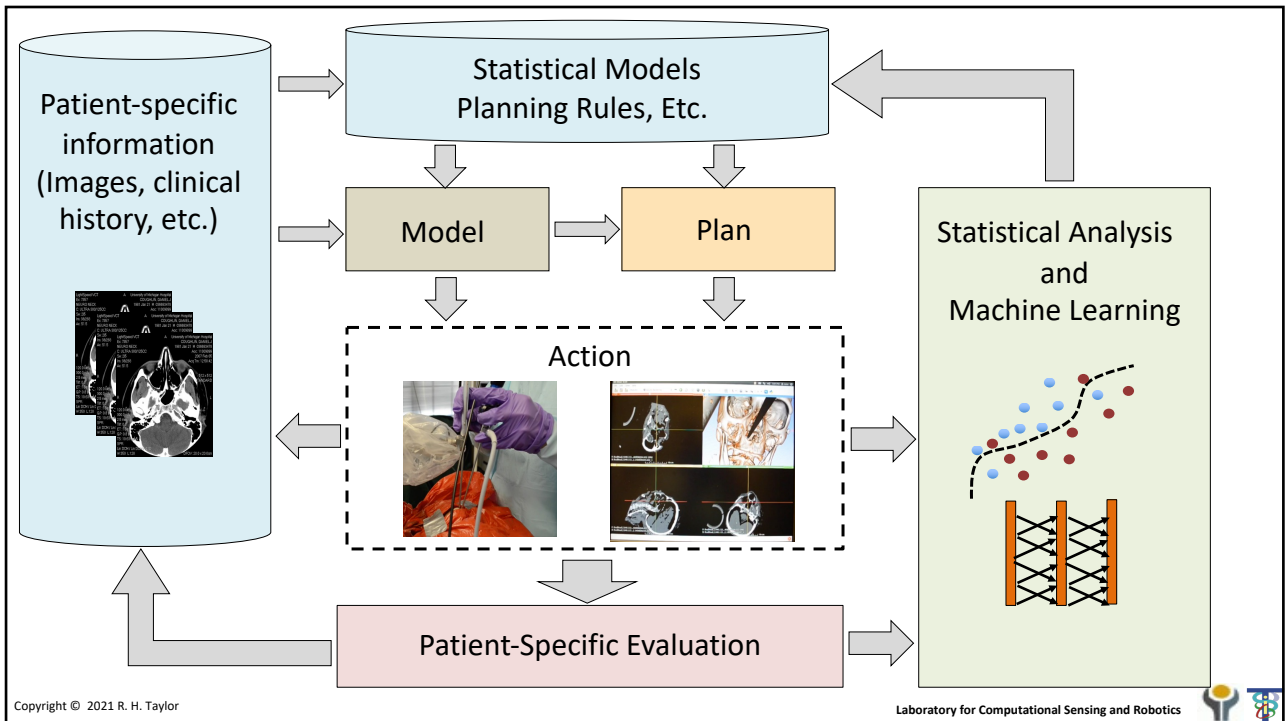 Patient-specific
information
(Images, clinical
history, etc.)
Statistical Models
Planning Rules, Etc.
Model
Plan
Action
Patient-Specific Evaluation
Statistical Analysis
and
Machine Learning
Copyright © 2021 R. H. Taylor
Laboratory for Computational Sensing and Robotics